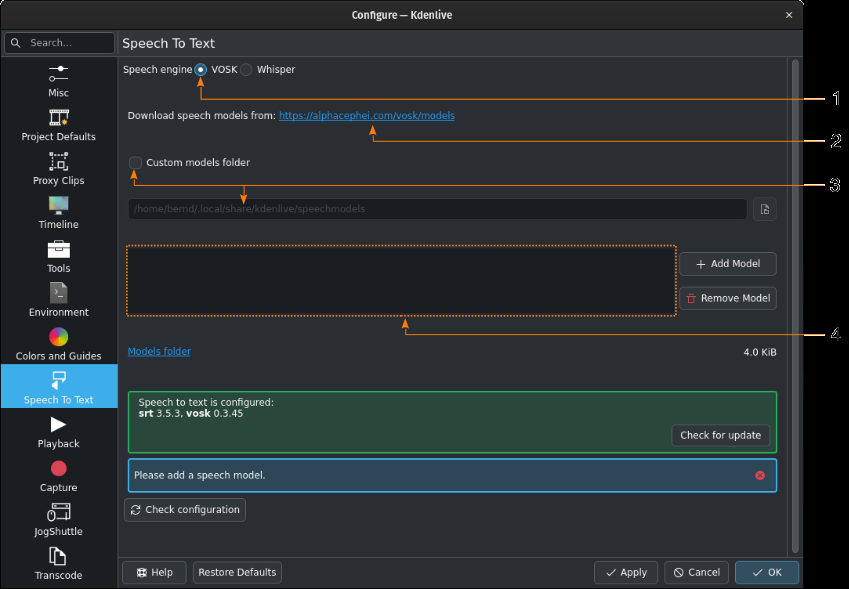 Configure — Kdenlive
Search...
Speech To Text
Misc
Project Defaults
Proxy Clips
Timeline
Tools
Environment
Colors and Guides
Speech To Text
Playback
Capture
JogShuttle
Transcode
Speech engine VOSK Whisper
1
Download speech models from: https://alphacephei.com/vosk/models
2
Custom models folder
3
/home/bernd/.local/share/kdenlive/speechmodels
Add Model
Remove Model
4
Models folder 4.0 KiB
Speech to text is configured:
srt 3.5.3, vosk 0.3.45
Check for update
Please add a speech model.
Check configuration
Help Restore Defaults Apply Cancel OK